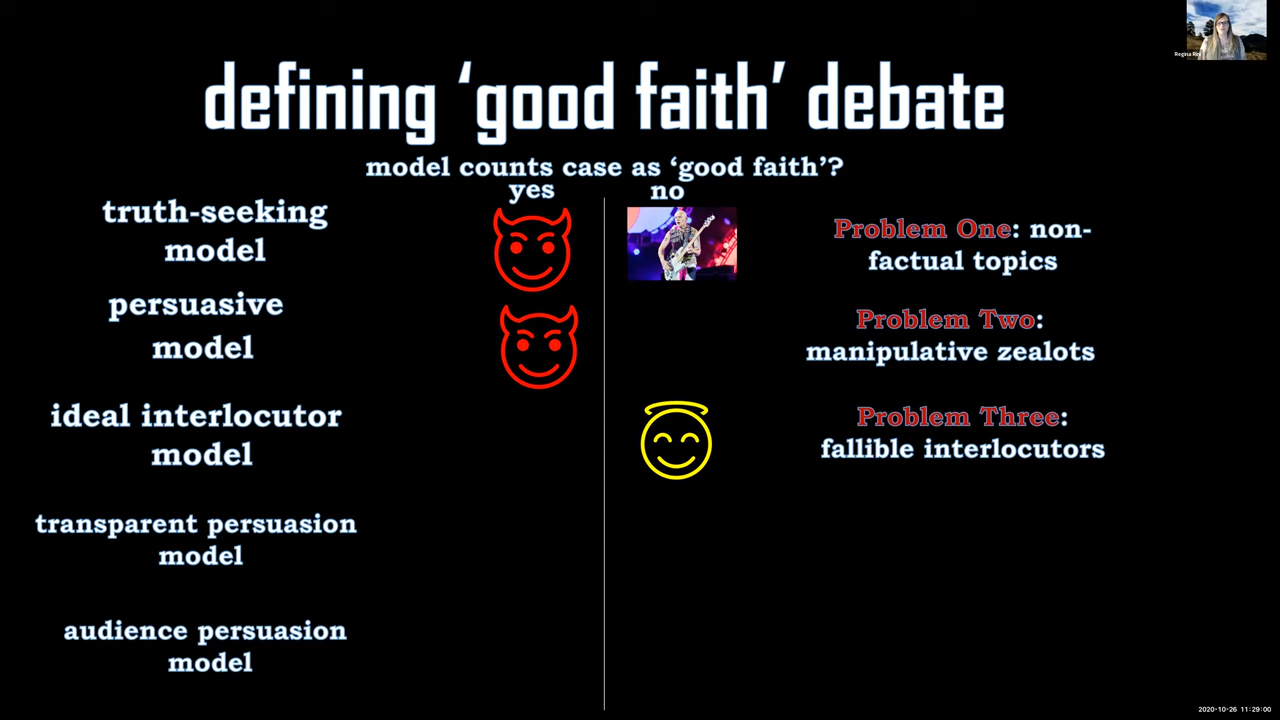 defining ‘good faith’ debate
model counts case as ‘good faith’?
yes
no
truth-seeking
model
Problem One: non-
factual topics
persuasive
model
Problem Two:
manipulative zealots
ideal interlocutor
model
Problem Three:
fallible interlocutors
transparent persuasion
model
audience persuasion
model
Regina
2020-10-26 11:29:00